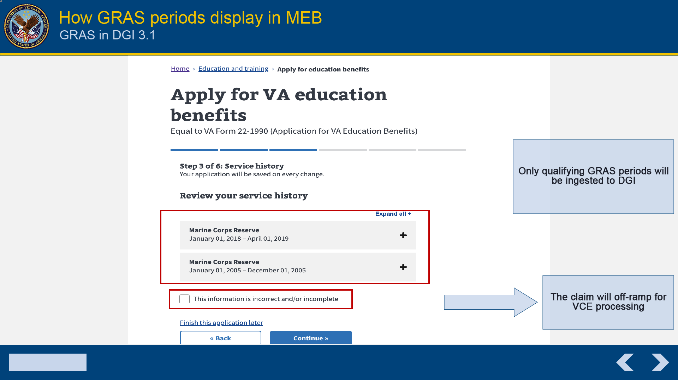 How GRAS periods display in MEB
GRAS in DGI 3.1
Home › Education and training › Apply for education benefits
Apply for VA education
benefits
Equal to VA Form 22-1990 (Application for VA Education Benefits)
Step 3 of 6: Service history
Your application will be saved on every change.
Review your service history
Expand all +
Marine Corps Reserve
January 01, 2018 – April 01, 2019
Marine Corps Reserve
January 01, 2005 – December 01, 2005
This information is incorrect and/or incomplete
Finish this application later
« Back
Continue »
Only qualifying GRAS periods will
be ingested to DGI
The claim will off-ramp for
VCE processing